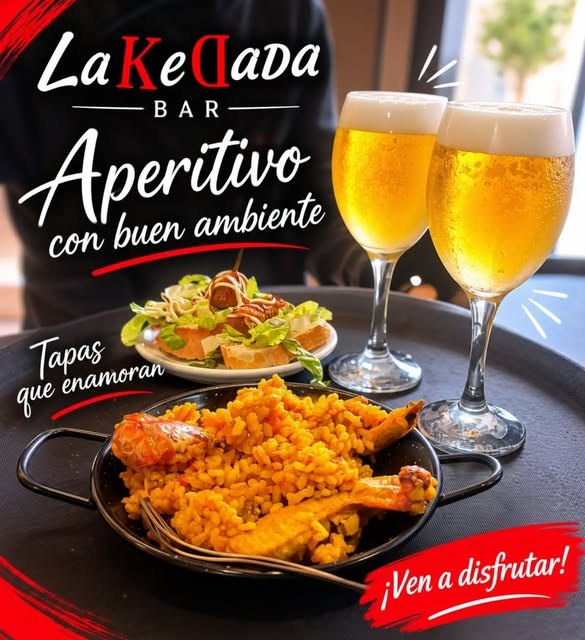 LaKeDaDa
BAR
Aperitivo
con buen ambiente
Tapas
que enamoran
¡Ven a disfrutar!